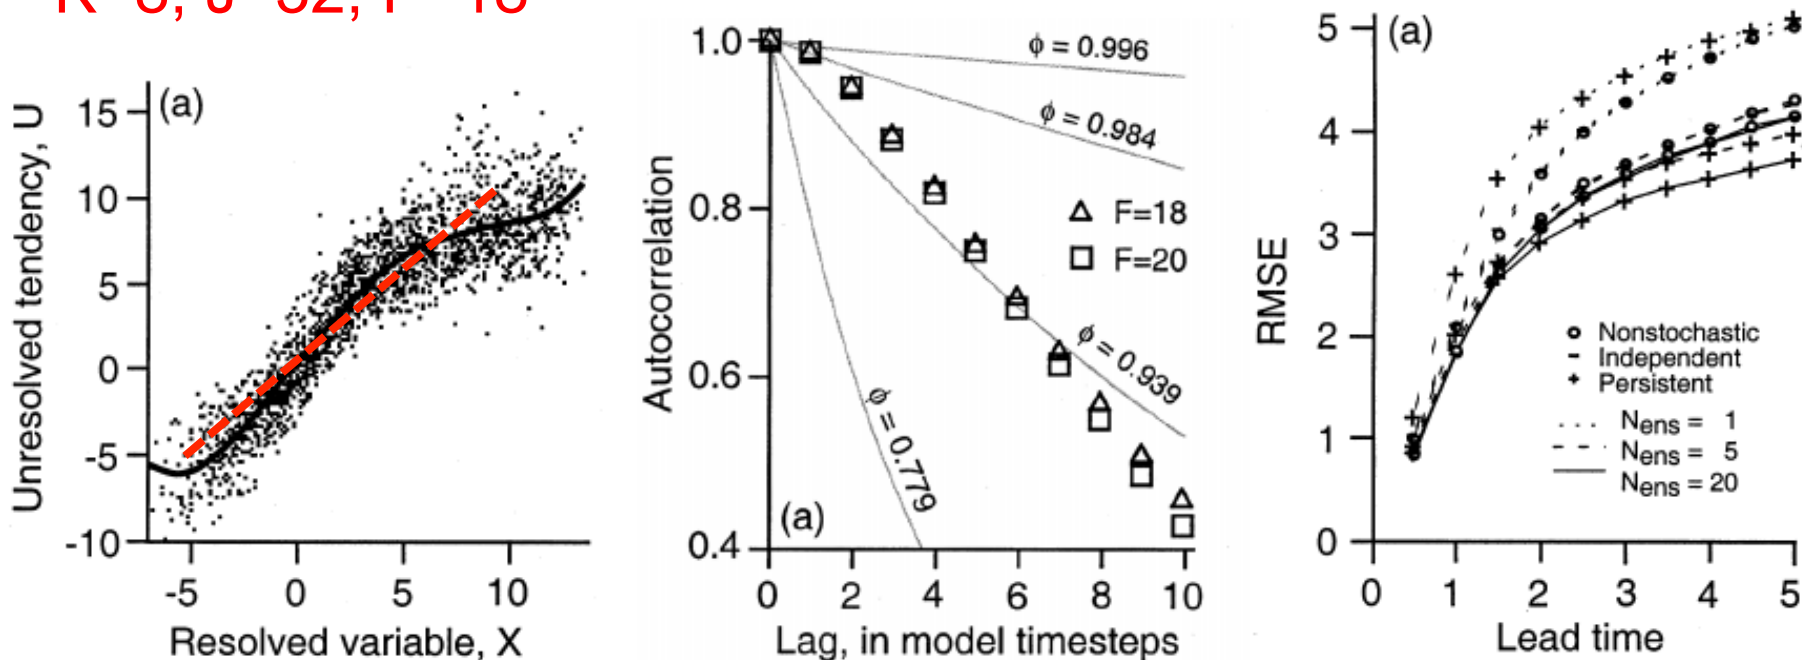 (a)
15
10
5
0
-5
-10
-5 0 5 10
Unresolved tendency, U
Resolved variable, X
1.0
0.8
0.6
0.4
0 2 4 6 8 10
Autocorrelation
Lag, in model timesteps
ϕ = 0.996
ϕ = 0.984
ϕ = 0.939
ϕ = 0.779
F=18
F=20
(a)
(a)
5
4
3
2
1
0
0 1 2 3 4 5
RMSE
Lead time
Nonstochastic
Independent
Persistent
Nens = 1
Nens = 5
Nens = 20